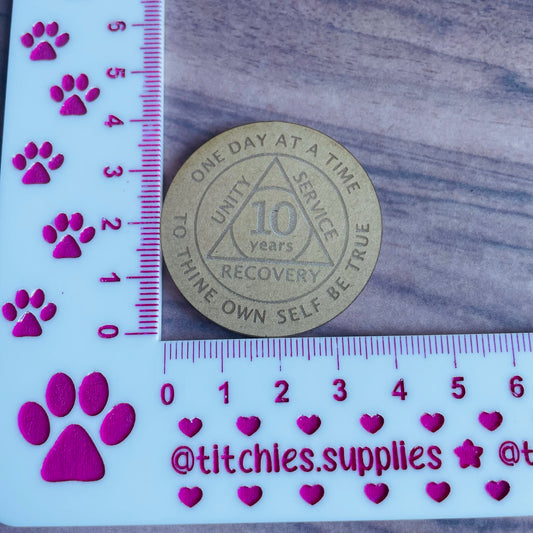 ONE DAY AT A TIME
TO THINE OWN SELF BE TRUE
UNITY
SERVICE
RECOVERY
10
years
6
5
4
3
2
1
0
0 1 2 3 4 5 6
@titchies.supplies
@t